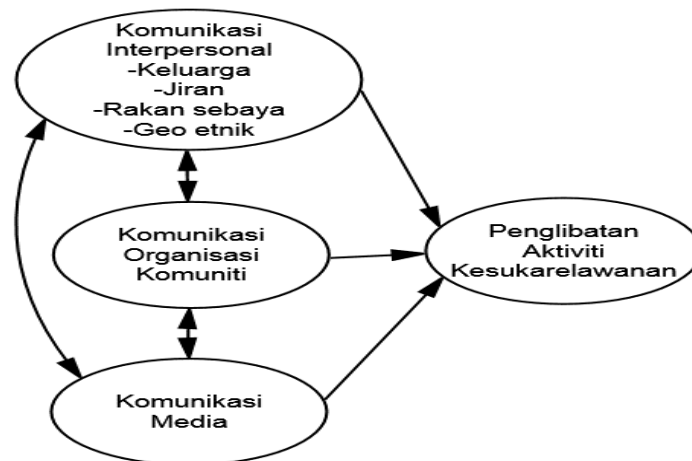 Komunikasi
Interpersonal
-Keluarga
-Jiran
-Rakan sebaya
-Geo etnik
Komunikasi
Organisasi
Komuniti
Penglibatan
Aktiviti
Kesukarelawanan
Komunikasi
Media